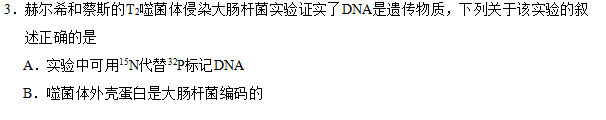 3．赫尔希和蔡斯的T₂噬菌体侵染大肠杆菌实验证实了DNA是遗传物质，下列关于该实验的叙
述正确的是
A．实验中可用¹⁵N代替³²P标记DNA
B．噬菌体外壳蛋白是大肠杆菌编码的